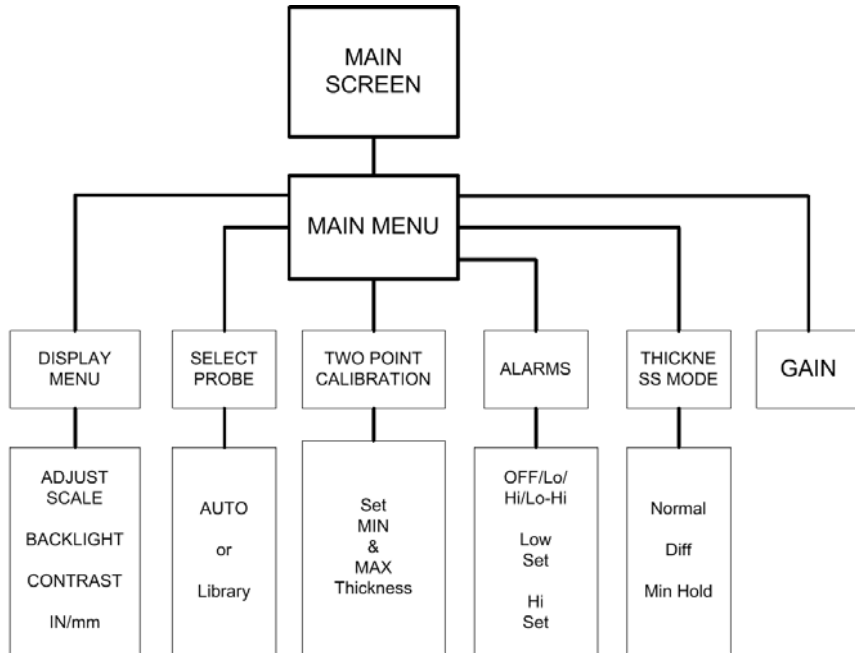 MAIN
SCREEN
MAIN MENU
DISPLAY
MENU
SELECT
PROBE
TWO POINT
CALIBRATION
ALARMS
THICKNE
SS MODE
GAIN
ADJUST
SCALE
BACKLIGHT
CONTRAST
IN/mm
AUTO
or
Library
Set
MIN
&
MAX
Thickness
OFF/Lo/
Hi/Lo-Hi
Low
Set
Hi
Set
Normal
Diff
Min Hold